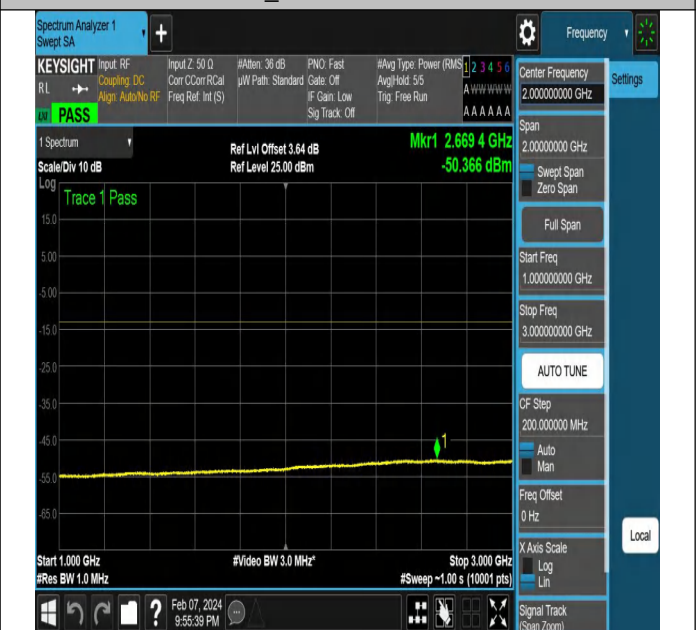 Spectrum Analyzer 1
Swept SA
+
Frequency
KEYSIGHT
Input: RF
Input Z: 50 Ω
#Atten: 36 dB
PNO: Fast
#Avg Type: Power (RMS
1 2 3 4 5 6
RL
Coupling: DC
Corr CCorr RCal
µW Path: Standard
Gate: Off
Avg|Hold: 5/5
A WW WW W
Align: Auto/No RF
Freq Ref: Int (S)
IF Gain: Low
Trig: Free Run
Sig Track: Off
A A A A A A
PASS
1 Spectrum
Ref Lvl Offset 3.64 dB
Mkr1 2.669 4 GHz
Scale/Div 10 dB
Ref Level 25.00 dBm
-50.366 dBm
Log
Trace 1 Pass
15.0
5.00
-5.00
-15.0
-25.0
-35.0
-45.0
-55.0
-65.0
1
Start 1.000 GHz
#Video BW 3.0 MHz*
Stop 3.000 GHz
#Res BW 1.0 MHz
#Sweep ~1.00 s (10001 pts)
?
Feb 07, 2024
9:55:39 PM
Center Frequency
2.000000000 GHz
Settings
Span
2.00000000 GHz
Swept Span
Zero Span
Full Span
Start Freq
1.000000000 GHz
Stop Freq
3.000000000 GHz
AUTO TUNE
CF Step
200.000000 MHz
Auto
Man
Freq Offset
0 Hz
Local
X Axis Scale
Log
Lin
Signal Track
(Span Zoom)